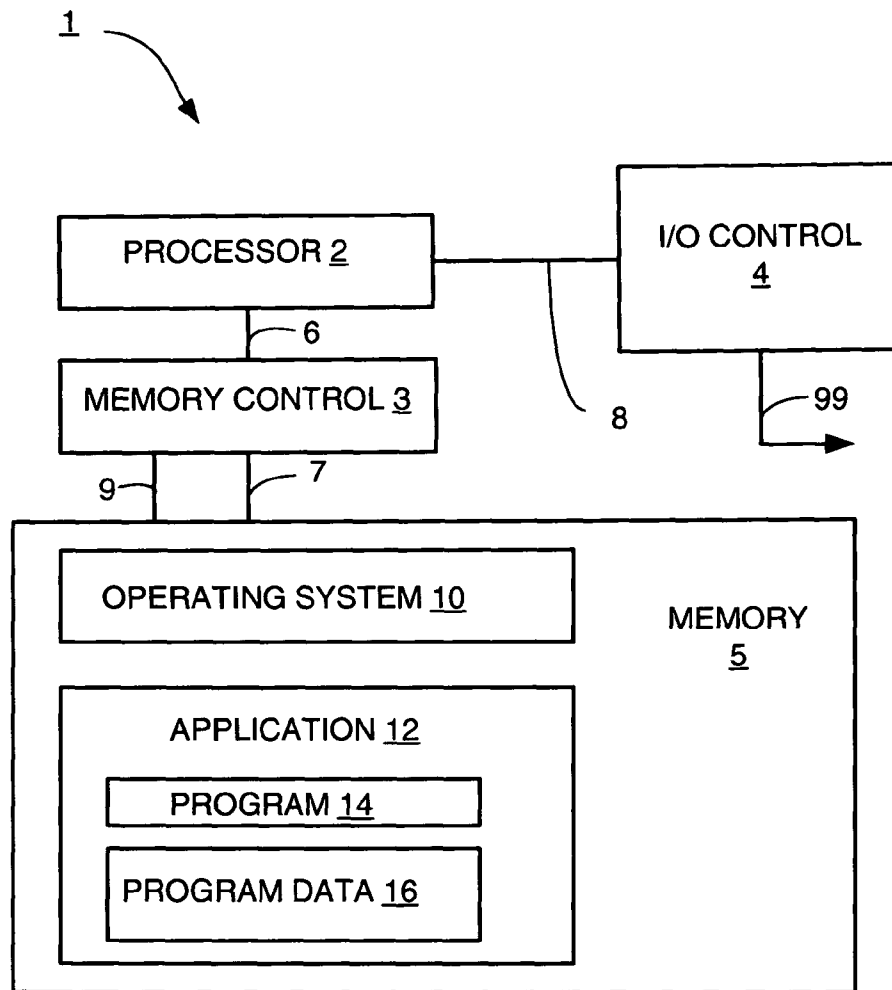 1
PROCESSOR 2
I/O CONTROL
4
6
MEMORY CONTROL 3
8
99
9
7
OPERATING SYSTEM 10
MEMORY
5
APPLICATION 12
PROGRAM 14
PROGRAM DATA 16